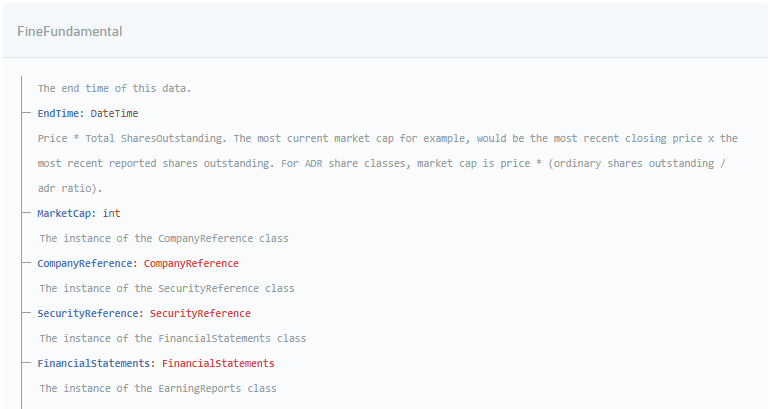 FineFundamental
The end time of this data.
EndTime: DateTime
Price * Total SharesOutstanding. The most current market cap for example, would be the most recent closing price x the
most recent reported shares outstanding. For ADR share classes, market cap is price * (ordinary shares outstanding /
adr ratio).
MarketCap: int
The instance of the CompanyReference class
CompanyReference: CompanyReference
The instance of the SecurityReference class
SecurityReference: SecurityReference
The instance of the FinancialStatements class
FinancialStatements: FinancialStatements
The instance of the EarningReports class